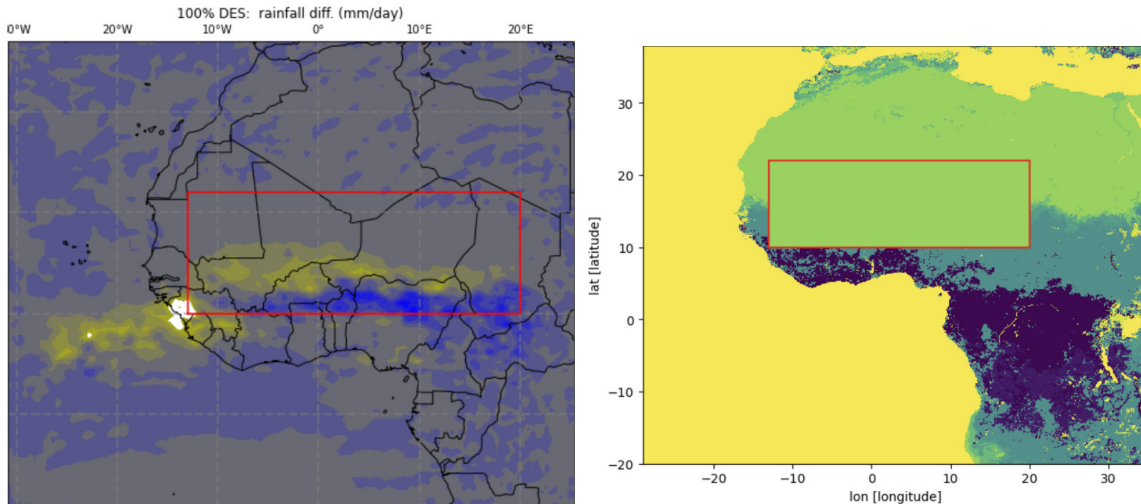 100% DES:  rainfall diff. (mm/day)
0°W 20°W 10°W 0° 10°E 20°E
30
20
10
0
−10
−20
lat [latitude]
−20 −10 0 10 20 30
lon [longitude]